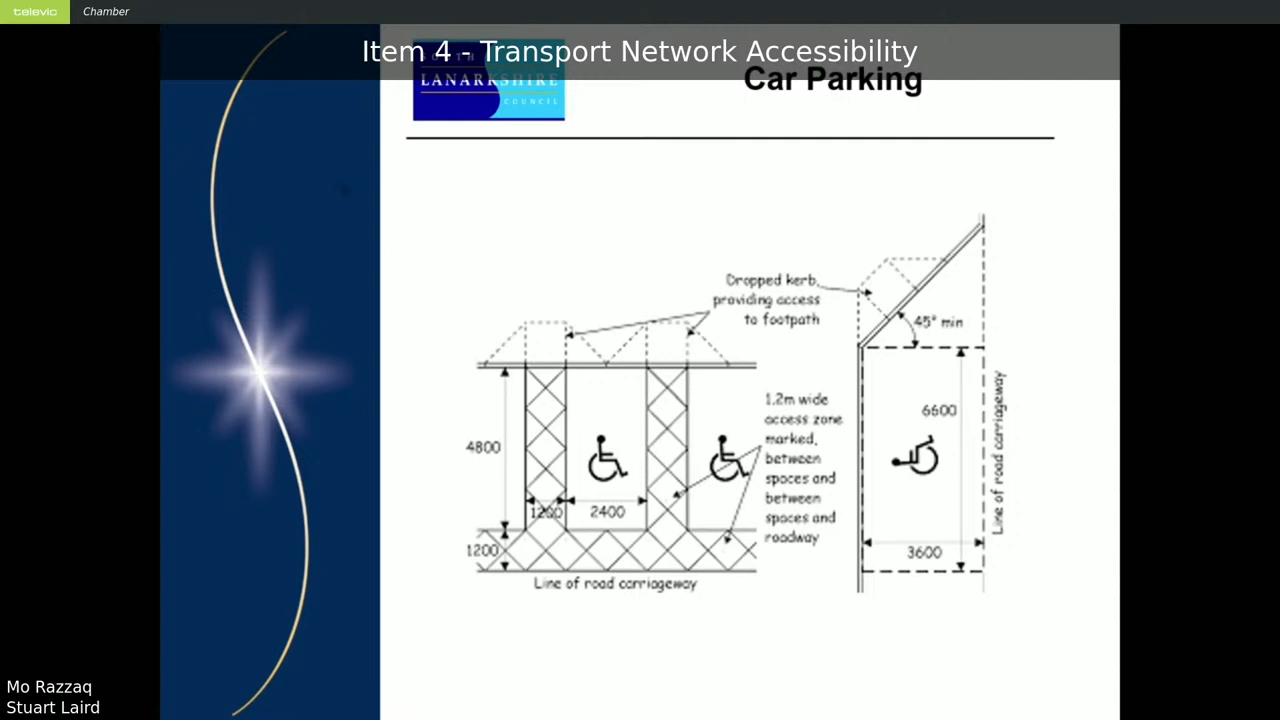 televic
Chamber
Item 4 - Transport Network Accessibility
SOUTH
LANARKSHIRE
COUNCIL
Car Parking
Dropped kerb
providing access
to footpath
45° min
1.2m wide
access zone
marked,
between
spaces and
between
spaces and
roadway
4800
1200
2400
1200
6600
3600
Line of road carriageway
Line of road carriageway
Mo Razzaq
Stuart Laird